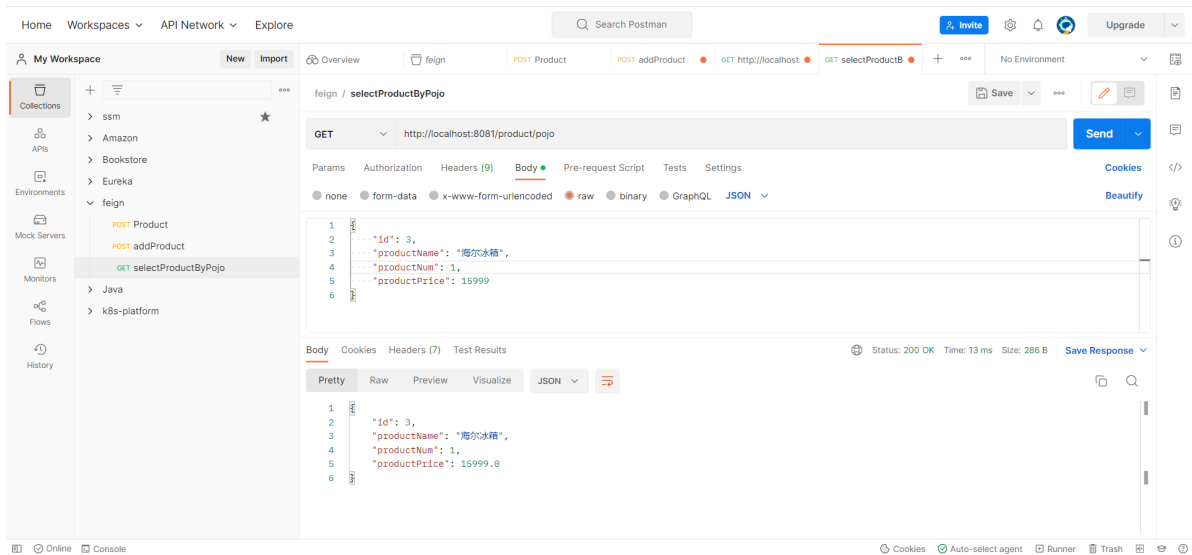 Home Workspaces API Network Explore Search Postman Invite Upgrade
My Workspace New Import Overview feign POST Product POST addProduct GET http://localhost GET selectProductB No Environment
Collections
APIs
Environments
Mock Servers
Monitors
Flows
History
ssm
Amazon
Bookstore
Eureka
feign
POST Product
POST addProduct
GET selectProductByPojo
Java
k8s-platform
feign / selectProductByPojo Save
GET http://localhost:8081/product/pojo Send
Params Authorization Headers (9) Body Pre-request Script Tests Settings Cookies
none form-data x-www-form-urlencoded raw binary GraphQL JSON Beautify
1 {
2 "id": 3,
3 "productName": "海尔冰箱",
4 "productNum": 1,
5 "productPrice": 15999
6 }
Body Cookies Headers (7) Test Results Status: 200 OK Time: 13 ms Size: 286 B Save Response
Pretty Raw Preview Visualize JSON
1 {
2 "id": 3,
3 "productName": "海尔冰箱",
4 "productNum": 1,
5 "productPrice": 15999.0
6 }
Online Console Cookies Auto-select agent Runner Trash